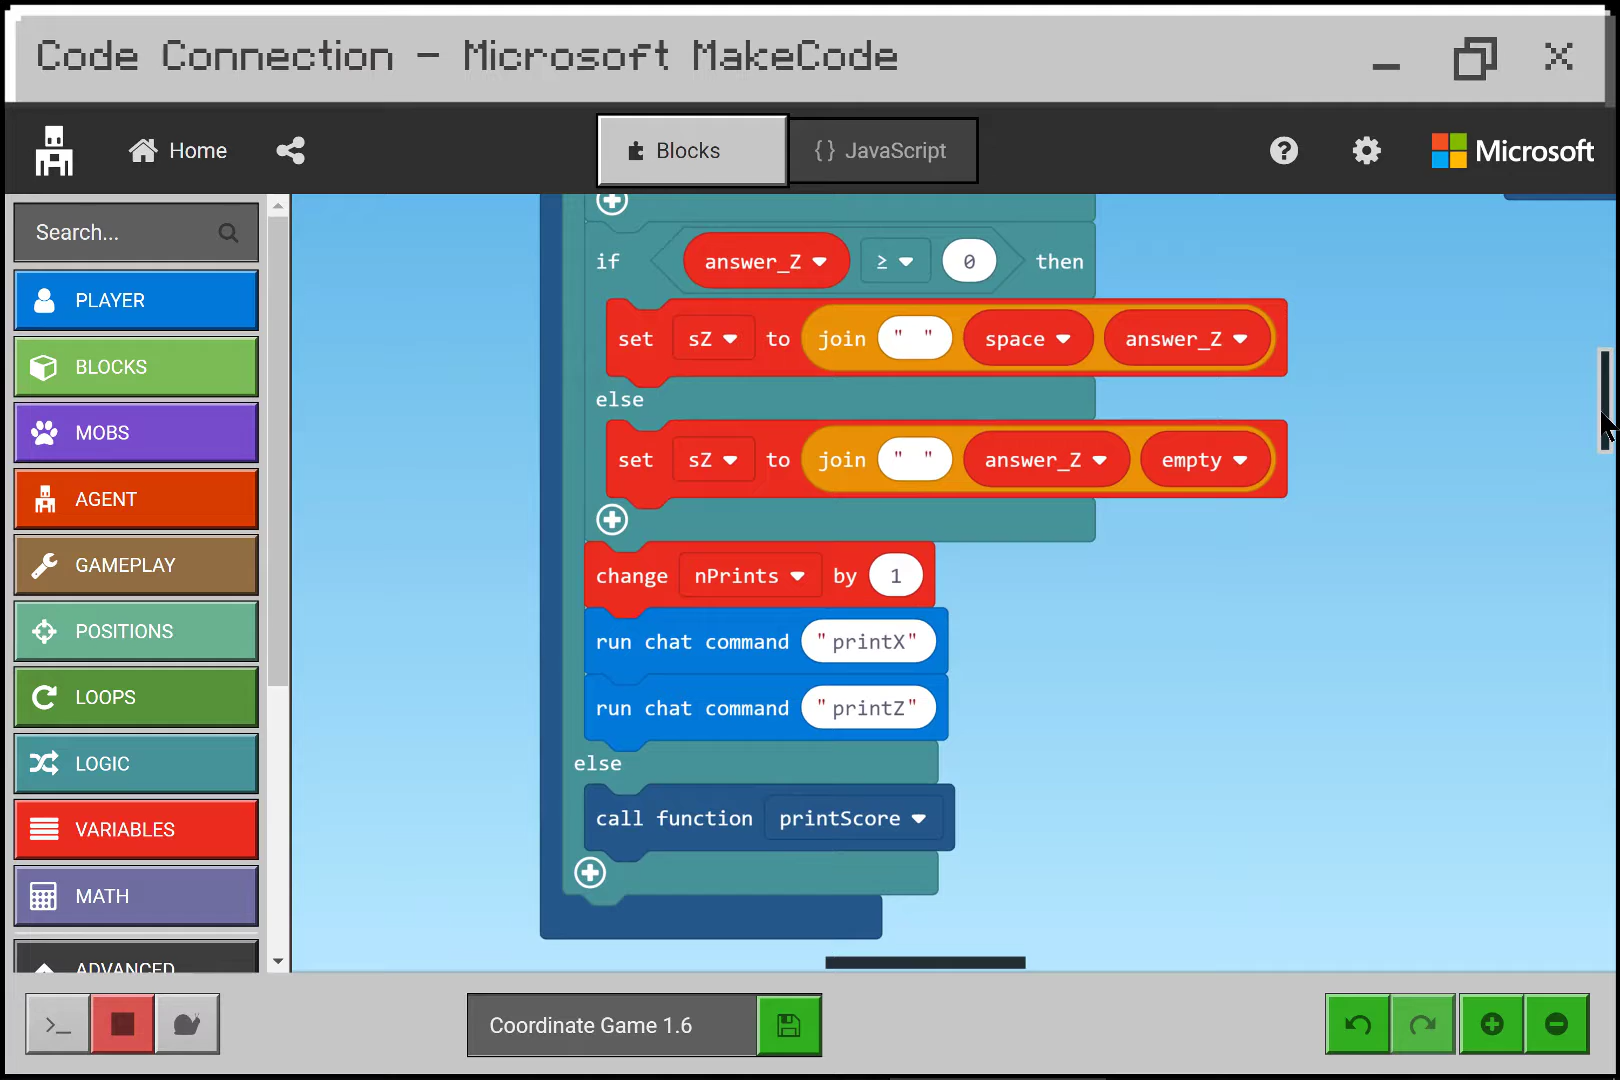 Code Connection - Microsoft MakeCode
Home
Blocks
{} JavaScript
?
Microsoft
Search...
PLAYER
BLOCKS
MOBS
AGENT
GAMEPLAY
POSITIONS
LOOPS
LOGIC
VARIABLES
MATH
ADVANCED
if answer_Z ≥ 0 then
set sZ to join " " space answer_Z
else
set sZ to join " " answer_Z empty
change nPrints by 1
run chat command "printX"
run chat command "printZ"
else
call function printScore
>_
Coordinate Game 1.6